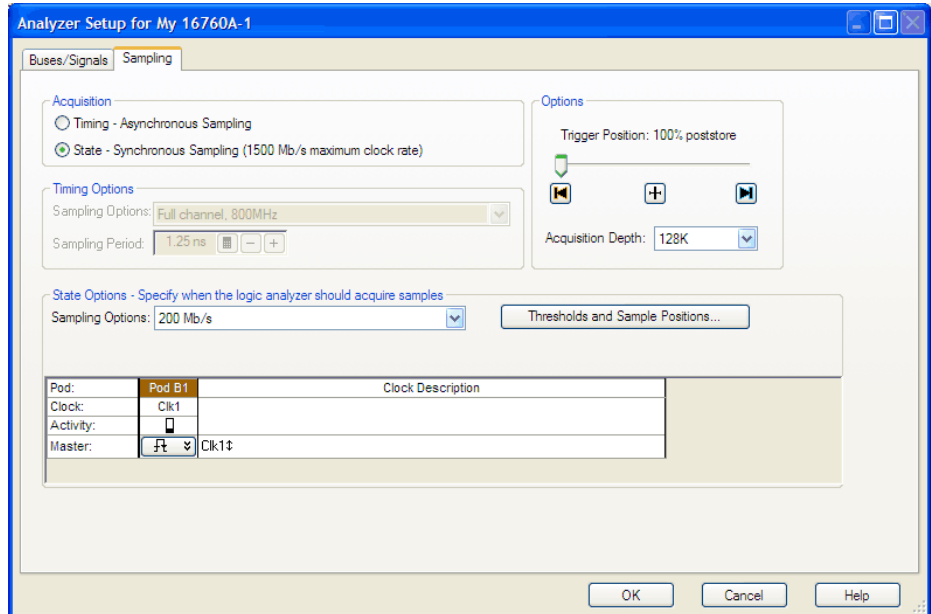 Analyzer Setup for My 16760A-1
Buses/Signals Sampling
Acquisition
Timing - Asynchronous Sampling
State - Synchronous Sampling (1500 Mb/s maximum clock rate)
Options
Trigger Position: 100% poststore
Acquisition Depth: 128K
Timing Options
Sampling Options: Full channel, 800MHz
Sampling Period: 1.25 ns
State Options - Specify when the logic analyzer should acquire samples
Sampling Options: 200 Mb/s
Thresholds and Sample Positions...
Pod: Pod B1 Clock Description
Clock: Clk1
Activity:
Master: Clk1↕
OK Cancel Help